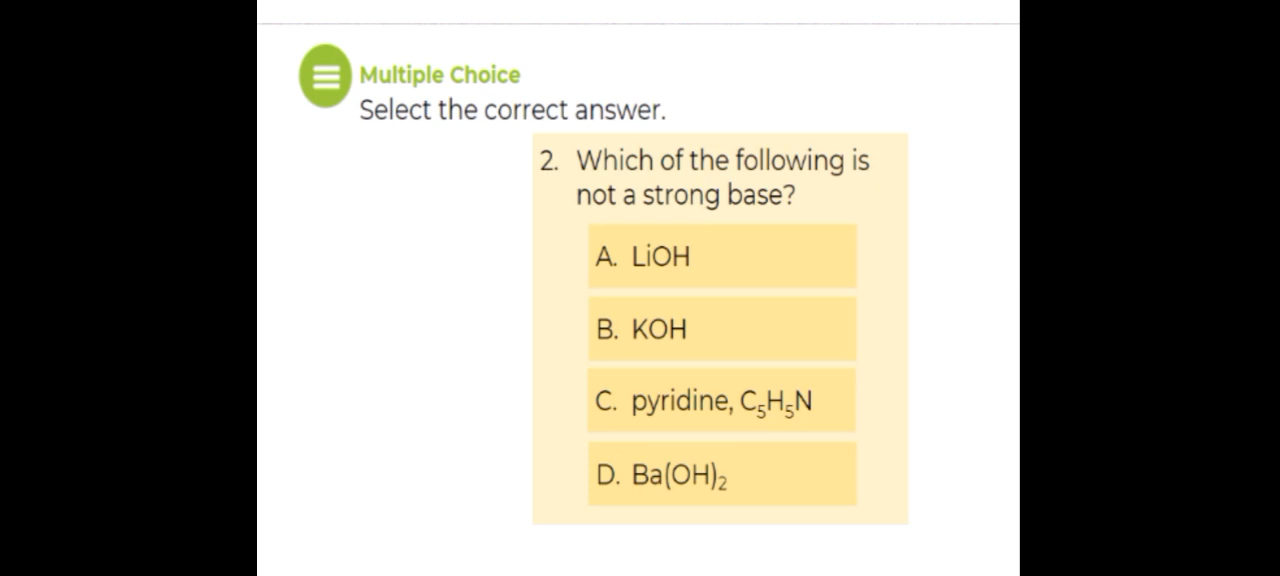 Multiple Choice
Select the correct answer.
2. Which of the following is
not a strong base?
A. LiOH
B. KOH
C. pyridine, C₅H₅N
D. Ba(OH)₂